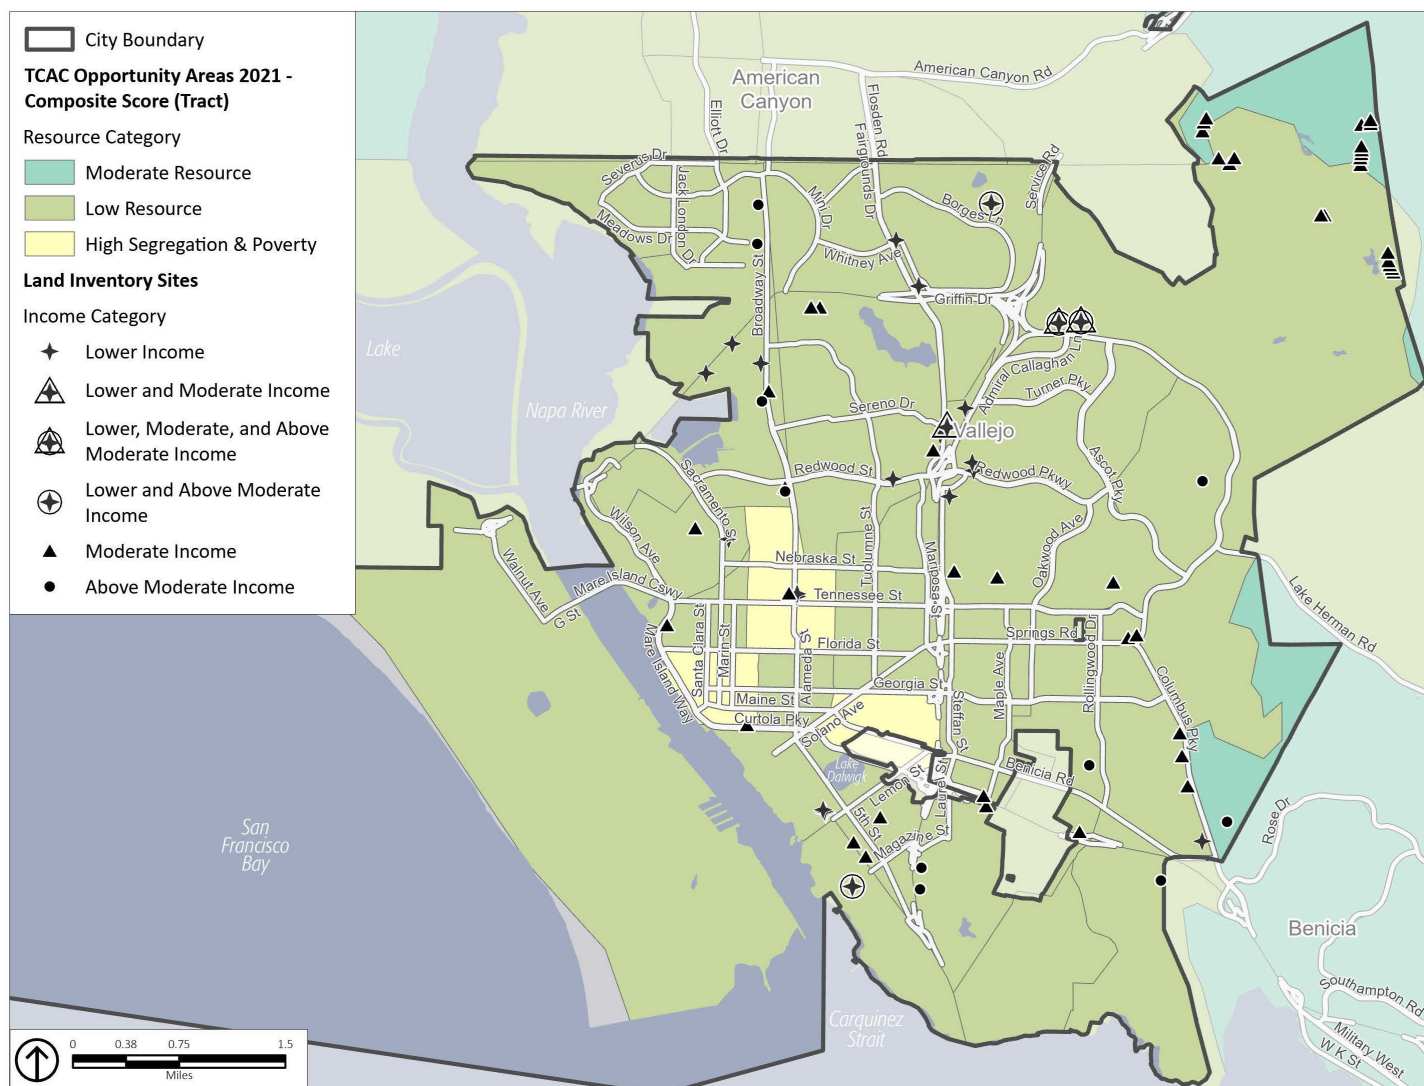 City Boundary
TCAC Opportunity Areas 2021 -
Composite Score (Tract)
Resource Category
Moderate Resource
Low Resource
High Segregation & Poverty
Land Inventory Sites
Income Category
Lower Income
Lower and Moderate Income
Lower, Moderate, and Above
Moderate Income
Lower and Above Moderate
Income
Moderate Income
Above Moderate Income
American
Canyon
American Canyon Rd
Elliott Dr
Flosden Rd
Fairgrounds Dr
Service Rd
Severus Dr
Jack London Dr
Meadows Dr
Mini Dr
Borges Ln
Whitney Ave
Broadway St
Griffin Dr
Admiral Callaghan Ln
Turner Pky
Lake
Napa River
Sereno Dr
Vallejo
Ascot Pky
Redwood St
Redwood Pkwy
Sacramento St
Wilson Ave
Tuolumne St
Mariposa St
Oakwood Ave
Nebraska St
Walnut Ave
Mare Island Cswy
G St
Tennessee St
Lake Herman Rd
Mare Island Way
Santa Clara St
Marin St
Florida St
Springs Rd
Alameda St
Rollingwood Dr
Maple Ave
Georgia St
Maine St
Steffan St
Columbus Pky
Curtola Pky
Solano Ave
Lake
Dalwigk
Lemon St
Laurel St
Benicia Rd
5th St
Magazine St
Rose Dr
San
Francisco
Bay
Benicia
Southampton Rd
Carquinez
Strait
Military West
W K St
0
0.38
0.75
1.5
Miles